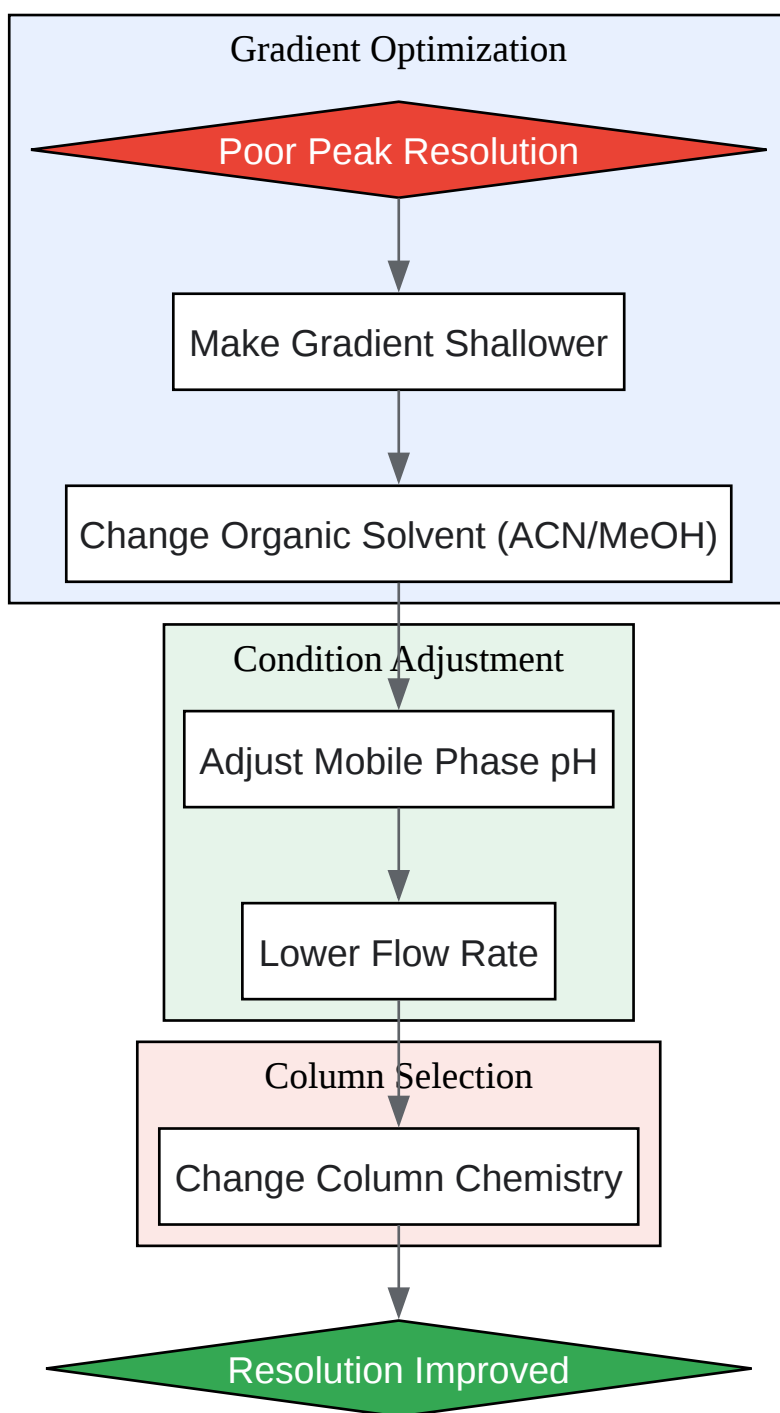 Gradient Optimization
Poor Peak Resolution
Make Gradient Shallower
Change Organic Solvent (ACN/MeOH)
Condition Adjustment
Adjust Mobile Phase pH
Lower Flow Rate
Column Selection
Change Column Chemistry
Resolution Improved